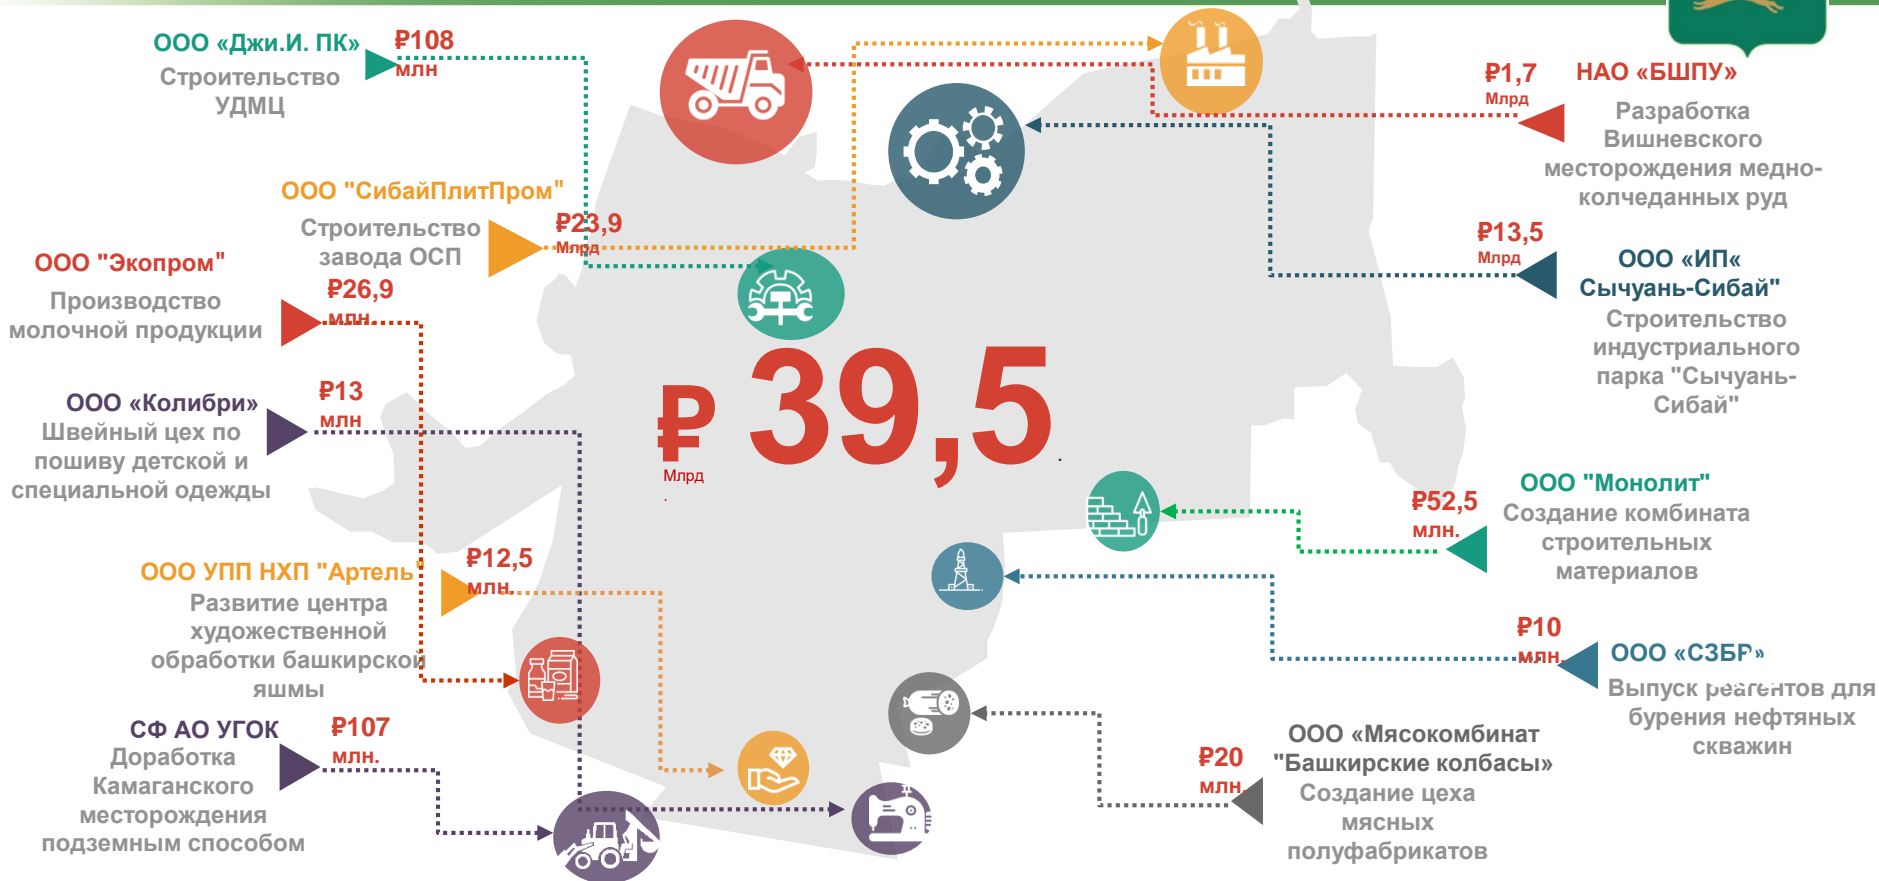 ООО «Джи.И. ПК»
₽108
млн
Строительство
УДМЦ
ООО "СибайПлитПром"
₽23,9
Млрд
Строительство
завода ОСП
ООО "Экопром"
₽26,9
млн.
Производство
молочной продукции
ООО «Колибри»
₽13
млн
Швейный цех по
пошиву детской и
специальной одежды
ООО УПП НХП "Артель"
₽12,5
млн.
Развитие центра
художественной
обработки башкирской
яшмы
СФ АО УГОК
₽107
млн.
Доработка
Камаганского
месторождения
подземным способом
₽ 39,5
Млрд
.
.
₽1,7
Млрд
НАО «БШПУ»
Разработка
Вишневского
месторождения медно-
колчеданных руд
₽13,5
Млрд
ООО «ИП«
Сычуань-Сибай"
Строительство
индустриального
парка "Сычуань-
Сибай"
ООО "Монолит"
₽52,5
млн.
Создание комбината
строительных
материалов
₽10
млн.
ООО «СЗБР»
Выпуск реагентов для
бурения нефтяных
скважин
₽20
млн.
ООО «Мясокомбинат
"Башкирские колбасы»
Создание цеха
мясных
полуфабрикатов